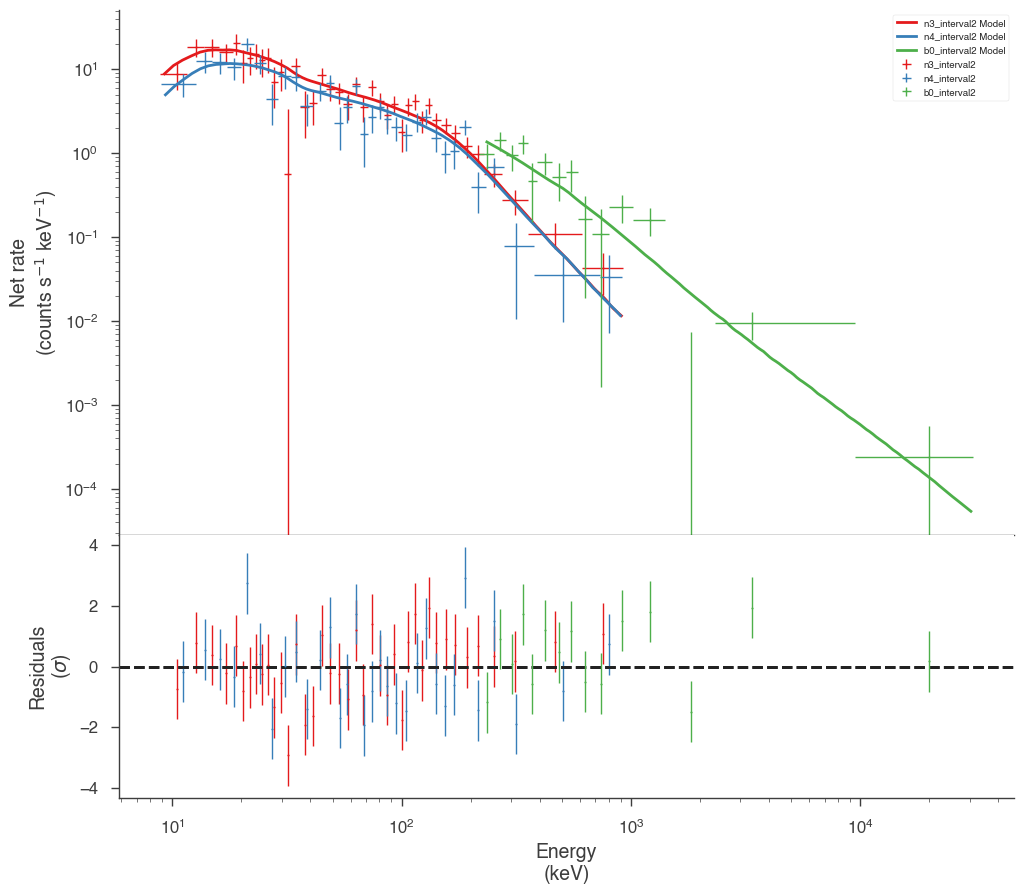 n3_interval2 Model
n4_interval2 Model
b0_interval2 Model
n3_interval2
n4_interval2
b0_interval2
10¹
10⁰
10⁻¹
10⁻²
10⁻³
10⁻⁴
Net rate
(counts s⁻¹ keV⁻¹)
4
2
0
−2
−4
Residuals
(σ)
10¹ 10² 10³ 10⁴
Energy
(keV)